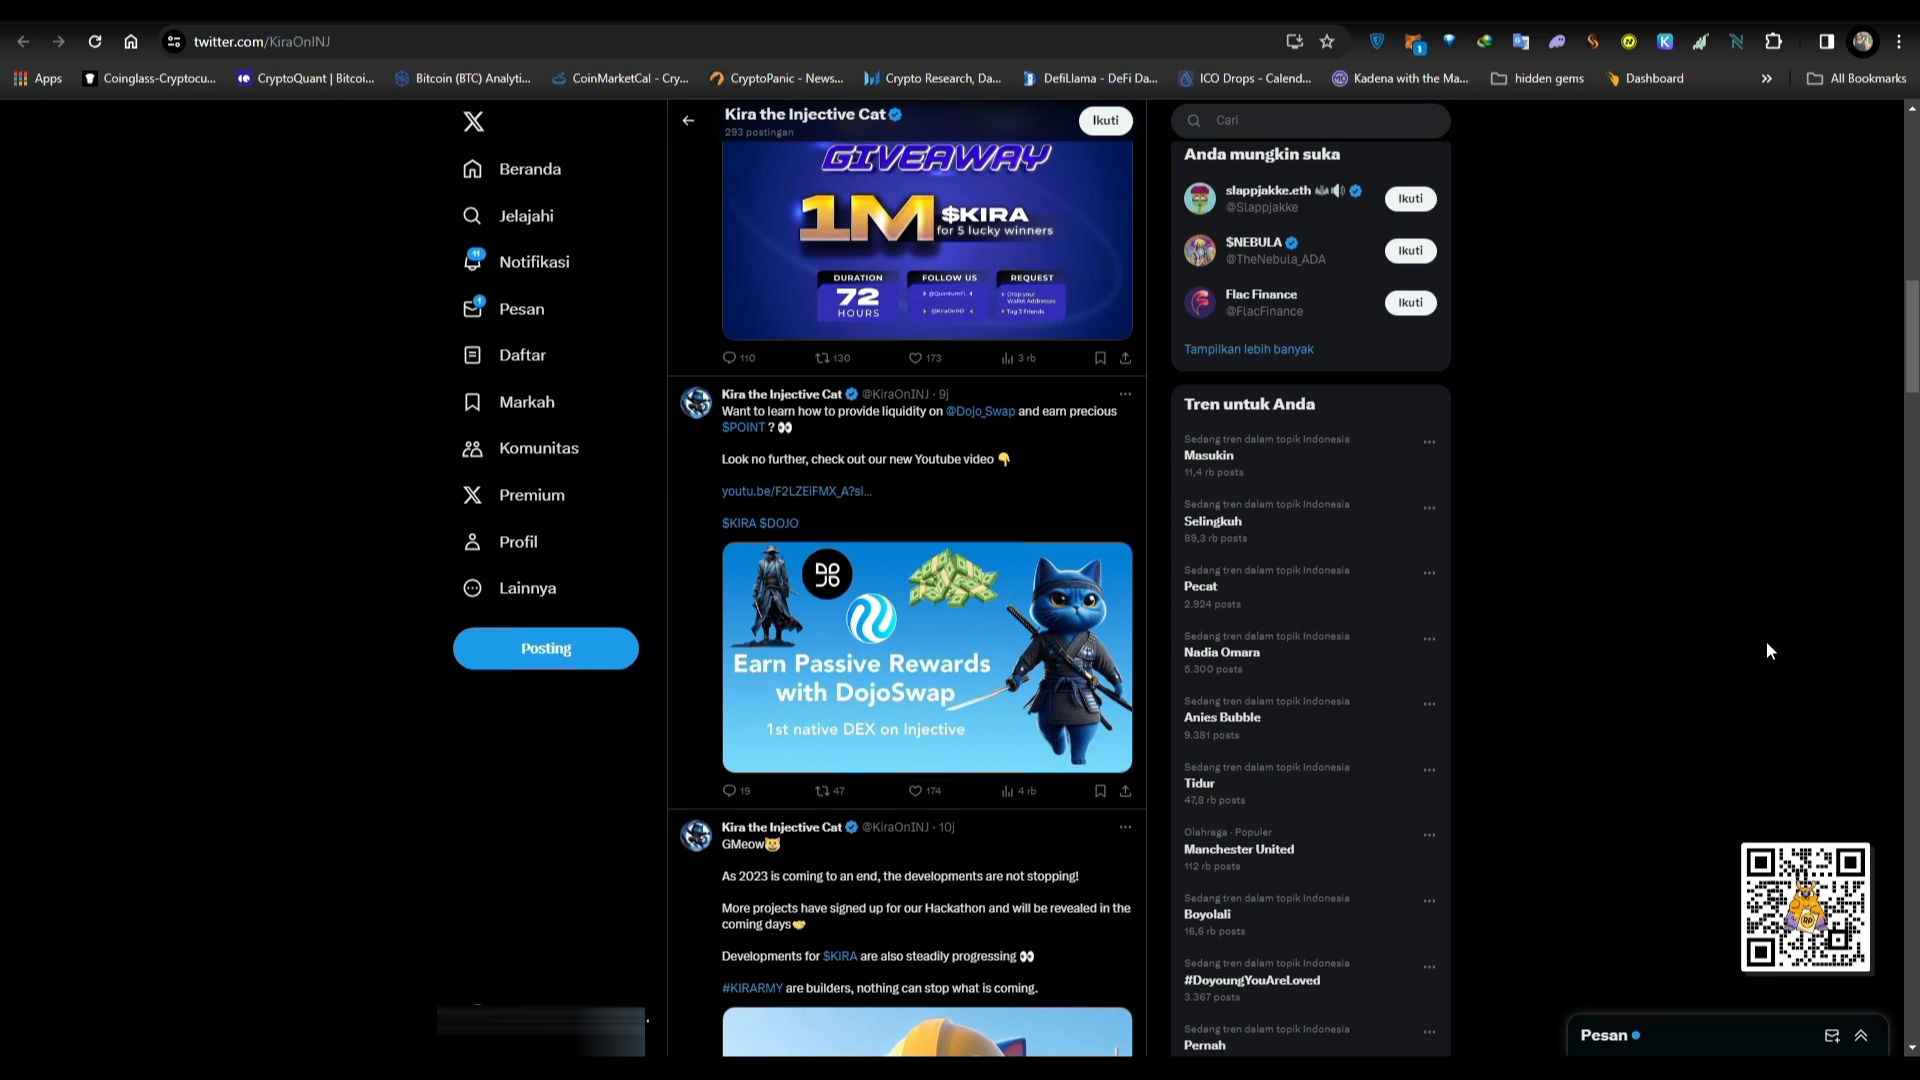 twitter.com/KiraOnINJ
1
Apps
Coinglass-Cryptocu...
CryptoQuant | Bitcoi...
Bitcoin (BTC) Analyti...
CoinMarketCal - Cry...
CryptoPanic - News...
Crypto Research, Da...
DefiLlama - DeFi Da...
ICO Drops - Calend...
Kadena with the Ma...
hidden gems
Dashboard
All Bookmarks
Beranda
Jelajahi
11
Notifikasi
1
Pesan
Daftar
Markah
Komunitas
Premium
Profil
Lainnya
Posting
Kira the Injective Cat
293 postingan
Ikuti
GIVEAWAY
1M $KIRA
for 5 lucky winners
DURATION
72
HOURS
FOLLOW US
@KiraOnINJ
REQUEST
Drop your
Wallet Addresses
Tag 3 Friends
110 130 173 3 rb
Kira the Injective Cat @KiraOnINJ · 9j
Want to learn how to provide liquidity on @Dojo_Swap and earn precious
$POINT ? 👀
Look no further, check out our new Youtube video 👇
youtu.be/F2LZEiFMX_A?si...
$KIRA $DOJO
Earn Passive Rewards
with DojoSwap
1st native DEX on Injective
19 47 174 4 rb
Kira the Injective Cat @KiraOnINJ · 10j
GMeow😺
As 2023 is coming to an end, the developments are not stopping!
More projects have signed up for our Hackathon and will be revealed in the
coming days🤝
Developments for $KIRA are also steadily progressing 👀
#KIRARMY are builders, nothing can stop what is coming.
Cari
Anda mungkin suka
slappjakke.eth
@Slappjakke
Ikuti
$NEBULA
@TheNebula_ADA
Ikuti
Flac Finance
@FlacFinance
Ikuti
Tampilkan lebih banyak
Tren untuk Anda
Sedang tren dalam topik Indonesia
Masukin
11,4 rb posts
Sedang tren dalam topik Indonesia
Selingkuh
89,3 rb posts
Sedang tren dalam topik Indonesia
Pecat
2.924 posts
Sedang tren dalam topik Indonesia
Nadia Omara
5.300 posts
Sedang tren dalam topik Indonesia
Anies Bubble
9.381 posts
Sedang tren dalam topik Indonesia
Tidur
47,8 rb posts
Olahraga · Populer
Manchester United
112 rb posts
Sedang tren dalam topik Indonesia
Boyolali
16,6 rb posts
Sedang tren dalam topik Indonesia
#DoyoungYouAreLoved
3.367 posts
Sedang tren dalam topik Indonesia
Pernah
RP
Pesan